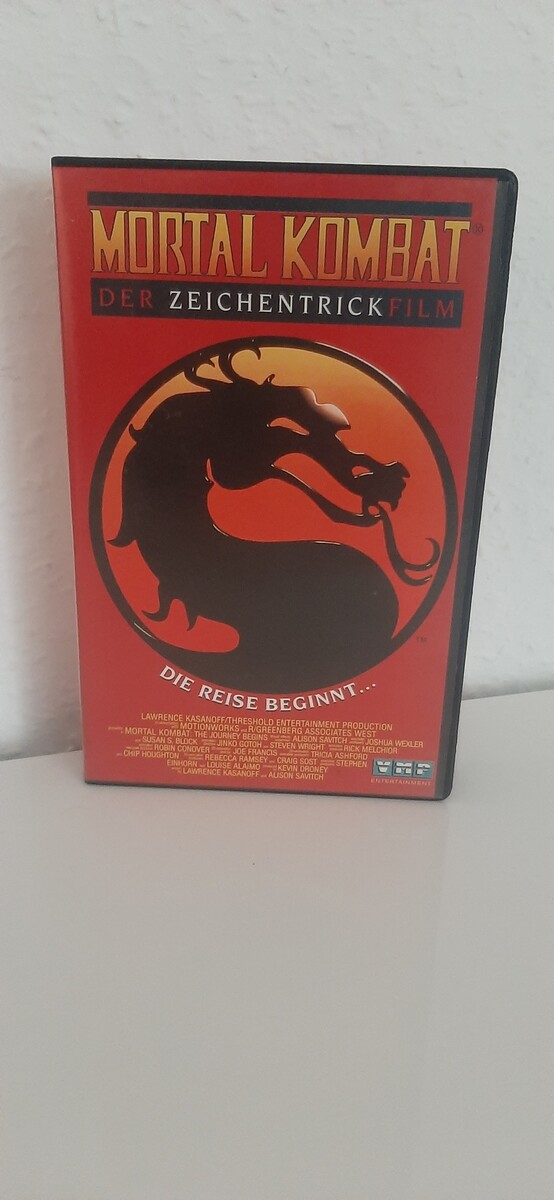 MORTAL KOMBAT®
DER ZEICHENTRICKFILM
TM
DIE REISE BEGINNT...
LAWRENCE KASANOFF/THRESHOLD ENTERTAINMENT PRODUCTION
MOTIONWORKS R/GREENBERG ASSOCIATES WEST
MORTAL KOMBAT: THE JOURNEY BEGINS ALISON SAVITCH JOSHUA WEXLER
SUSAN S. BLOCK JINKO GOTOH STEVEN WRIGHT RICK MELCHIOR
ROBIN CONOVER JOE FRANCIS TRICIA ASHFORD
CHIP HOUGHTON REBECCA RAMSEY CRAIG SOST STEPHEN
EINHORN LOUISE ALAIMO KEVIN DRONEY
LAWRENCE KASANOFF ALISON SAVITCH
VMP
ENTERTAINMENT